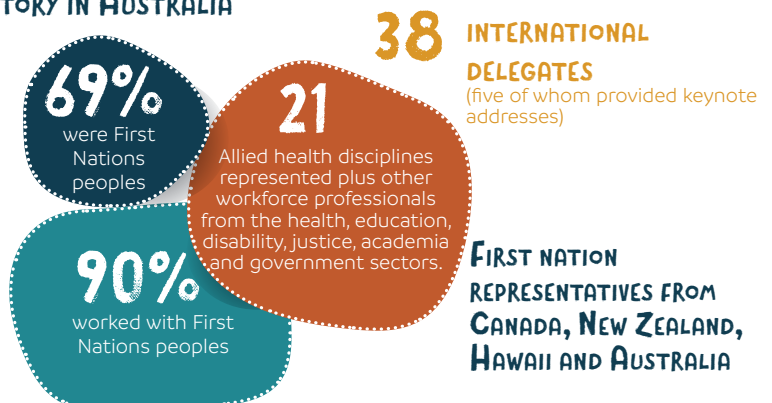 TORY IN AUSTRALIA
69%
were First
Nations
peoples
21
Allied health disciplines
represented plus other
workforce professionals
from the health, education,
disability, justice, academia
and government sectors.
90%
worked with First
Nations peoples
38 INTERNATIONAL
DELEGATES
(five of whom provided keynote
addresses)
FIRST NATION
REPRESENTATIVES FROM
CANADA, NEW ZEALAND,
HAWAII AND AUSTRALIA